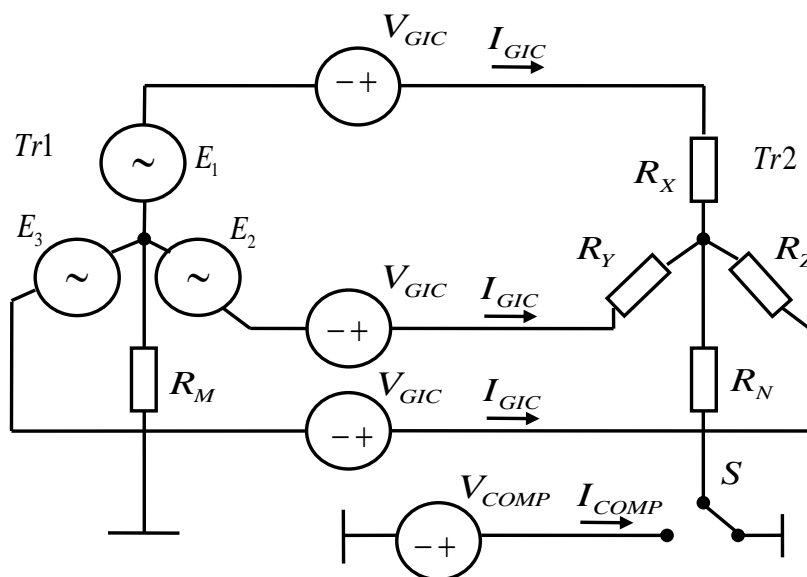 V_GIC I_GIC
Tr1 E_1 Tr2
R_X
E_3 E_2 R_Y R_Z
V_GIC I_GIC
R_M R_N
V_GIC I_GIC
S
V_COMP I_COMP